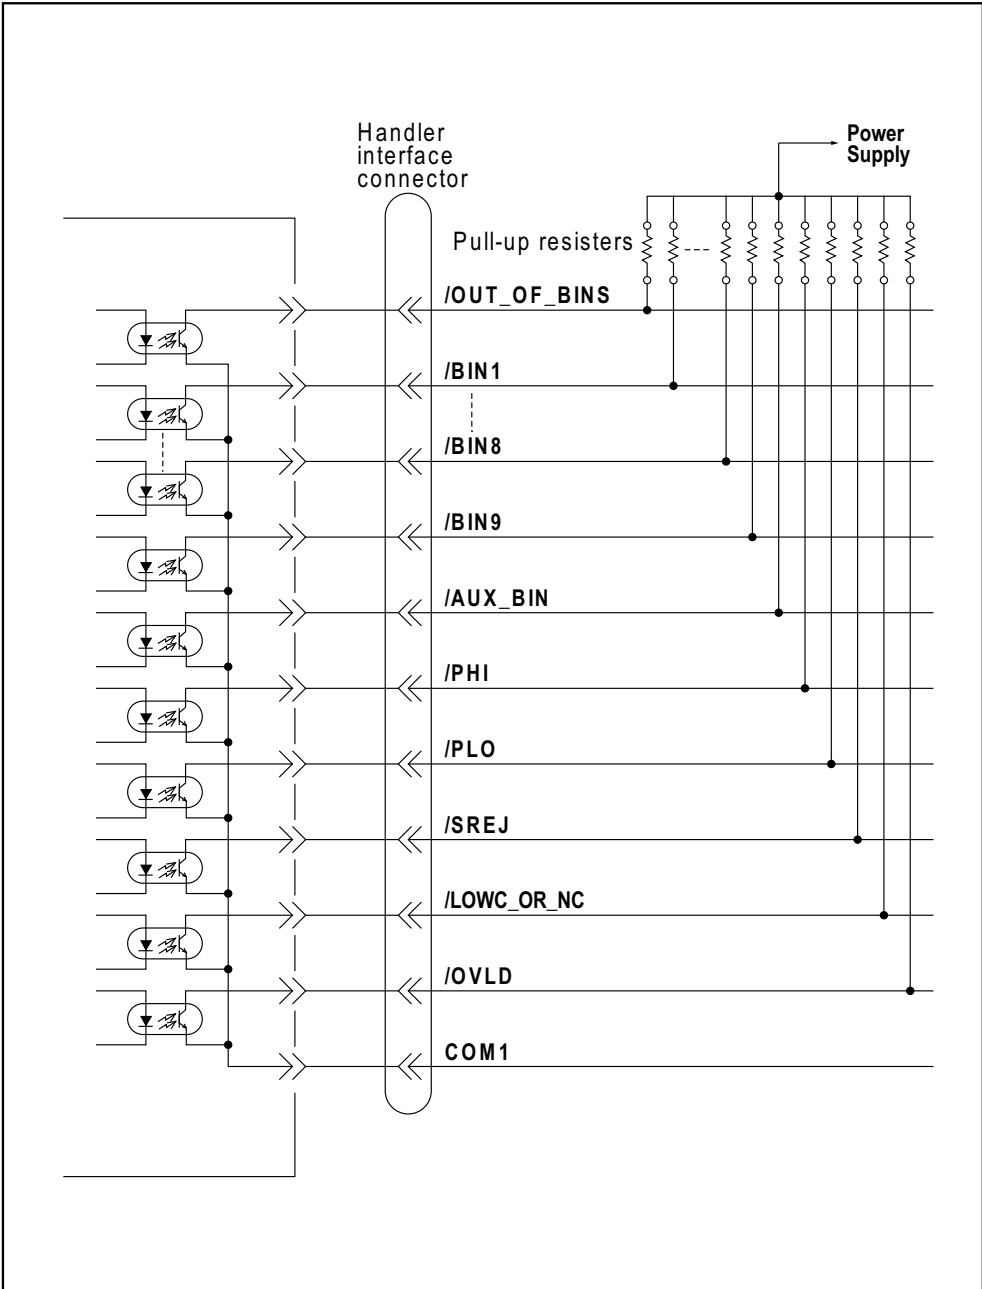 Handler
interface
connector
Power
Supply
Pull-up resisters
/OUT_OF_BINS
/BIN1
/BIN8
/BIN9
/AUX_BIN
/PHI
/PLO
/SREJ
/LOWC_OR_NC
/OVLD
COM1